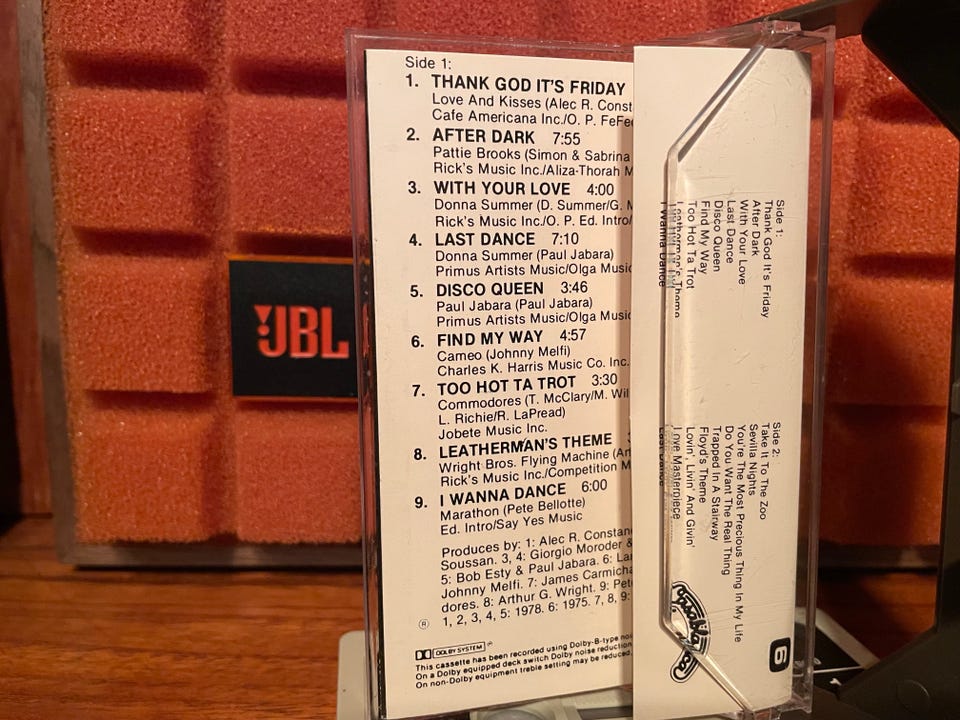 Side 1:
1. THANK GOD IT'S FRIDAY
Love And Kisses (Alec R. Const
Cafe Americana Inc./O. P. FeFe
2. AFTER DARK 7:55
Pattie Brooks (Simon & Sabrina
Rick's Music Inc./Aliza-Thorah M
3. WITH YOUR LOVE 4:00
Donna Summer (D. Summer/G. M
Rick's Music Inc./O. P. Ed. Intro/
4. LAST DANCE 7:10
Donna Summer (Paul Jabara)
Primus Artists Music/Olga Music
5. DISCO QUEEN 3:46
Paul Jabara (Paul Jabara)
Primus Artists Music/Olga Music
6. FIND MY WAY 4:57
Cameo (Johnny Melfi)
Charles K. Harris Music Co. Inc.
7. TOO HOT TA TROT 3:30
Commodores (T. McClary/M. Wil
L. Richie/R. LaPread)
Jobete Music Inc.
8. LEATHERMAN'S THEME
Wright Bros. Flying Machine (Ar
Rick's Music Inc./Competition M
9. I WANNA DANCE 6:00
Marathon (Pete Bellotte)
Ed. Intro/Say Yes Music
Produces by: 1: Alec R. Constan
Soussan. 3, 4: Giorgio Moroder &
5: Bob Esty & Paul Jabara. 6: Lar
Johnny Melfi. 7: James Carmicha
dores. 8: Arthur G. Wright. 9: Pete
℗ 1, 2, 3, 4, 5: 1978. 6: 1975. 7, 8, 9:
DOLBY SYSTEM ®
This cassette has been recorded using Dolby-B-type noi
On a Dolby equipped deck switch Dolby noise reduction
On non-Dolby equipment treble setting may be reduced.
Side 1:
Thank God It's Friday
After Dark
With Your Love
Last Dance
Disco Queen
Find My Way
Too Hot Ta Trot
Leatherman's Theme
I Wanna Dance
Side 2:
Take It To The Zoo
Sevilla Nights
You're The Most Precious Thing In My Life
Do You Want The Real Thing
Trapped In A Stairway
Floyd's Theme
Lovin', Livin' And Givin'
Love Masterpiece
Last Dance
Casablanca
6
JBL